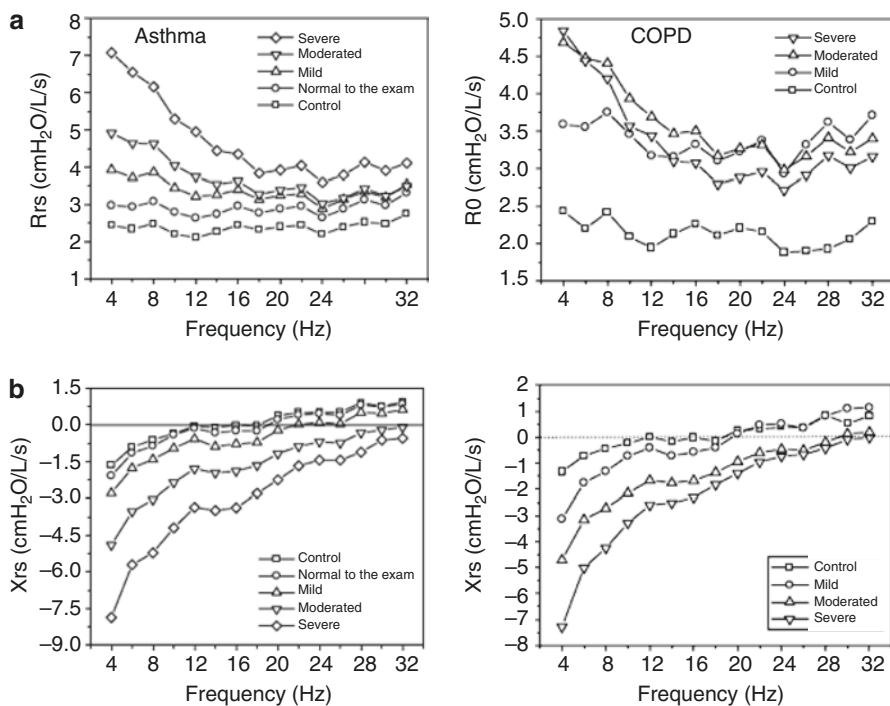 a
Asthma
Severe
Moderated
Mild
Normal to the exam
Control
8
7
6
5
4
3
2
1
Rrs (cmH₂O/L/s)
4 8 12 16 20 24 28 32
Frequency (Hz)
COPD
Severe
Moderated
Mild
Control
5.0
4.5
4.0
3.5
3.0
2.5
2.0
1.5
R0 (cmH₂O/L/s)
4 8 12 16 20 24 28 32
Frequency (Hz)
b
1.5
0.0
−1.5
−3.0
−4.5
−6.0
−7.5
−9.0
Xrs (cmH₂O/L/s)
Control
Normal to the exam
Mild
Moderated
Severe
4 8 12 16 20 24 28 32
Frequency (Hz)
2
1
0
−1
−2
−3
−4
−5
−6
−7
−8
Xrs (cmH₂O/L/s)
Control
Mild
Moderated
Severe
4 8 12 16 20 24 28 32
Frequency (Hz)